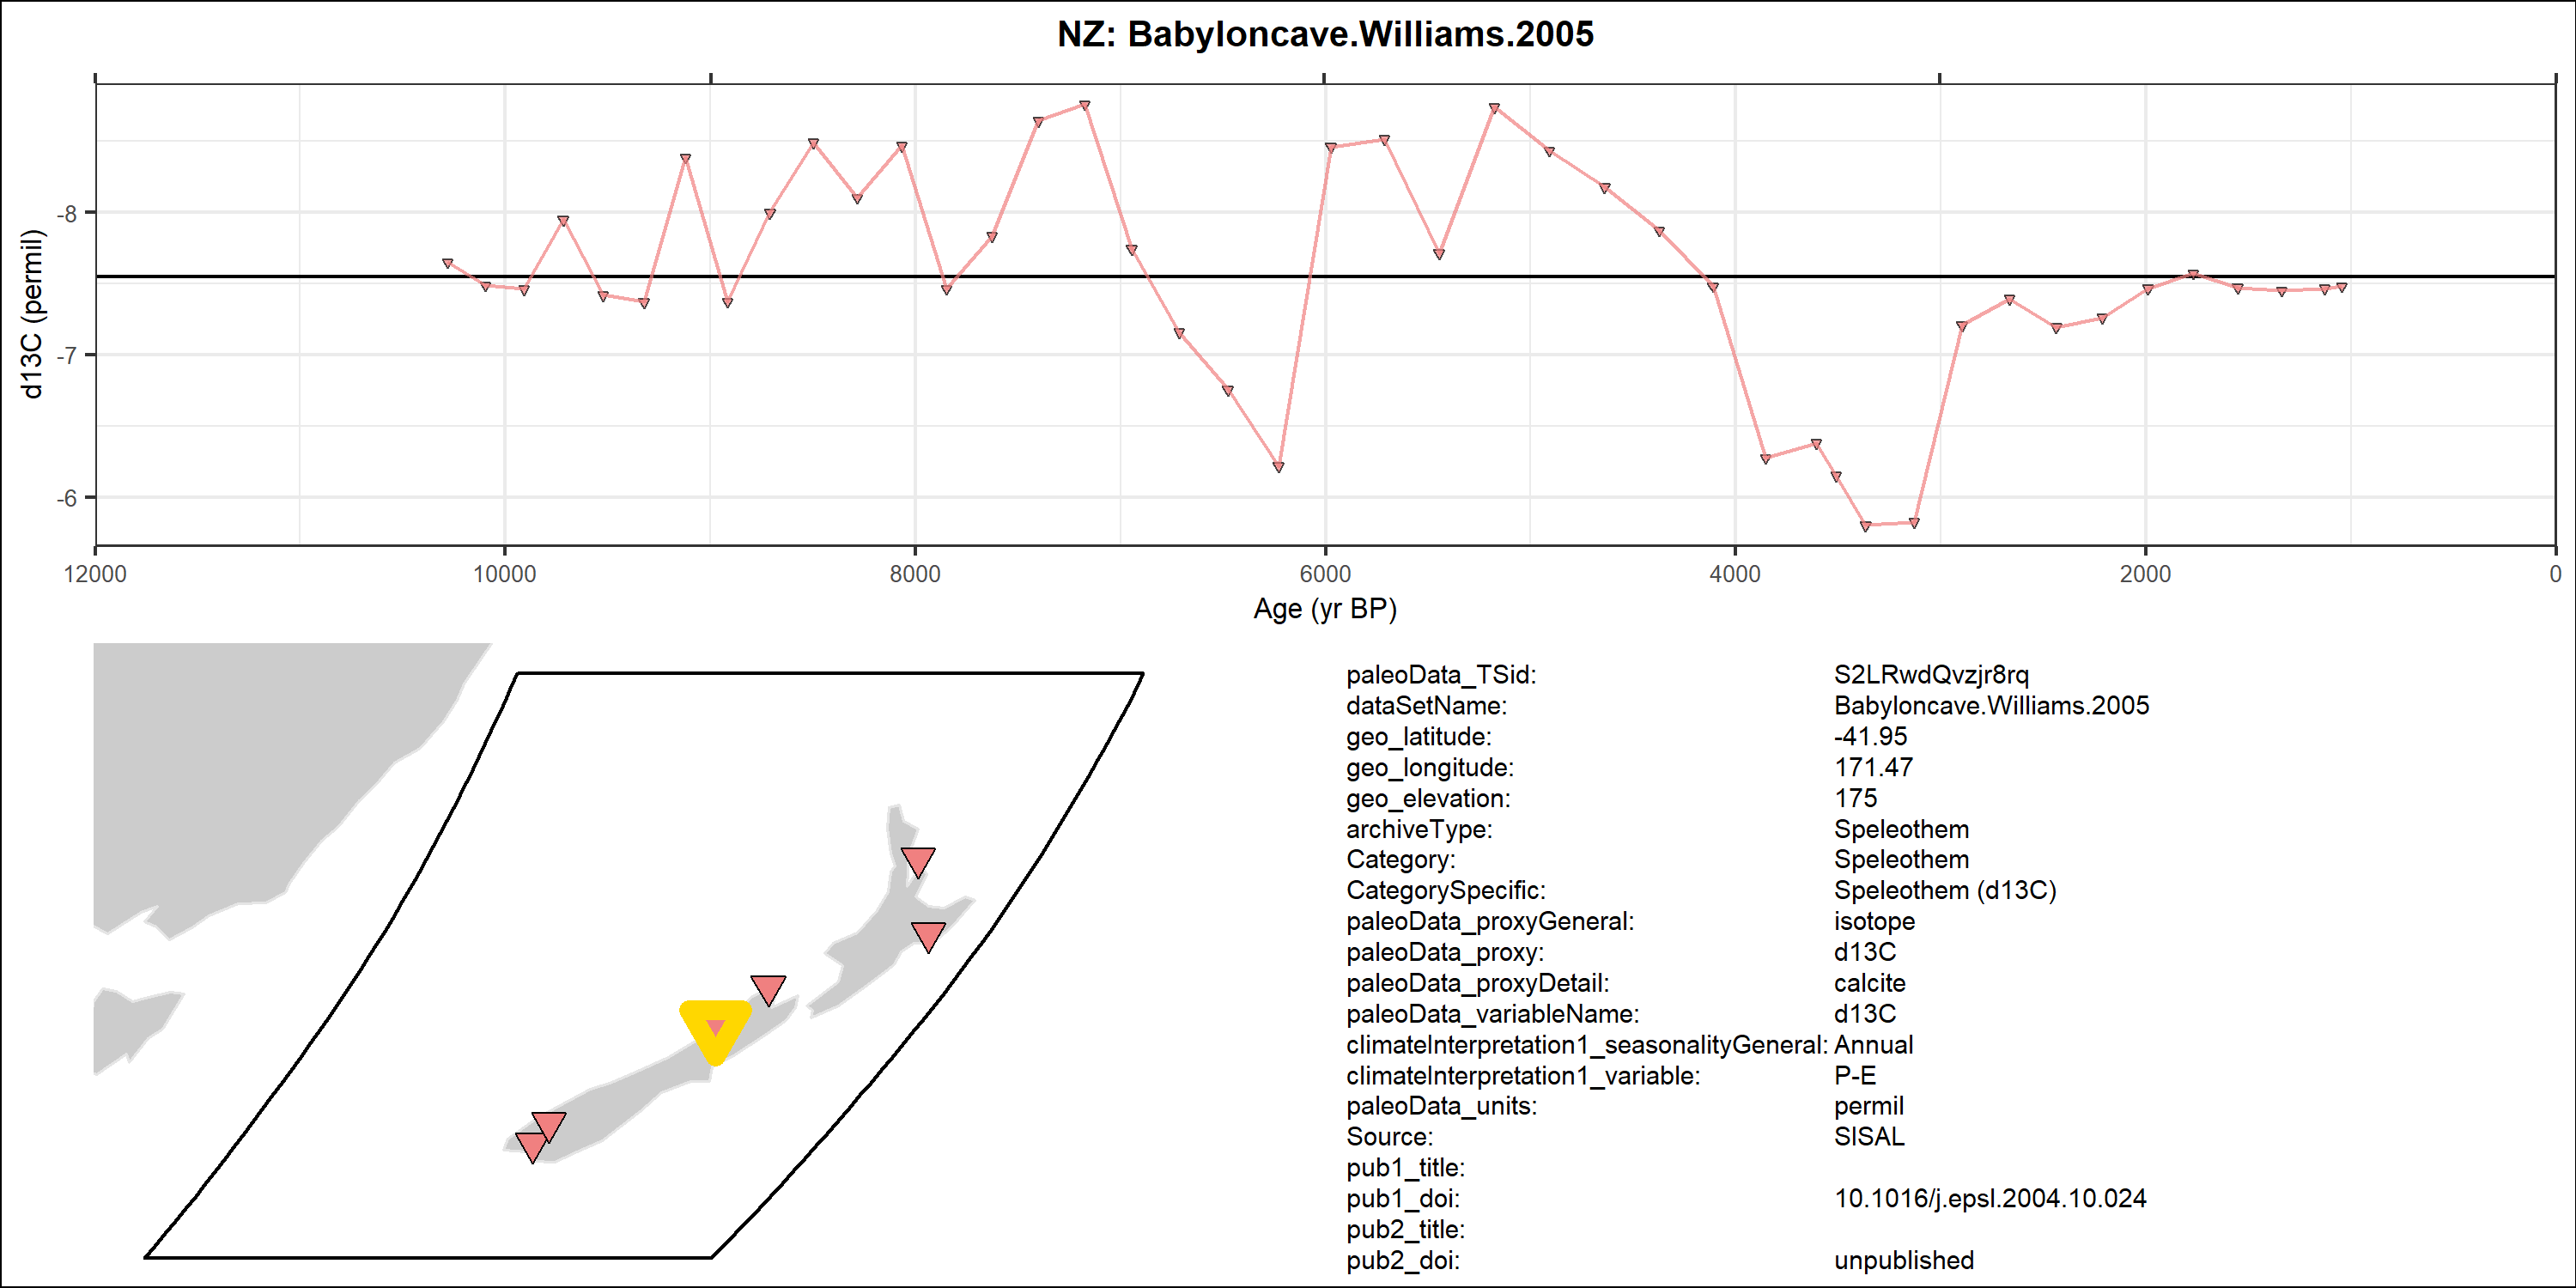 NZ: Babyloncave.Williams.2005
d13C (permil)
-8
-7
-6
12000 10000 8000 6000 4000 2000 0
Age (yr BP)
paleoData_TSid: S2LRwdQvzjr8rq
dataSetName: Babyloncave.Williams.2005
geo_latitude: -41.95
geo_longitude: 171.47
geo_elevation: 175
archiveType: Speleothem
Category: Speleothem
CategorySpecific: Speleothem (d13C)
paleoData_proxyGeneral: isotope
paleoData_proxy: d13C
paleoData_proxyDetail: calcite
paleoData_variableName: d13C
climateInterpretation1_seasonalityGeneral: Annual
climateInterpretation1_variable: P-E
paleoData_units: permil
Source: SISAL
pub1_title:
pub1_doi: 10.1016/j.epsl.2004.10.024
pub2_title:
pub2_doi: unpublished